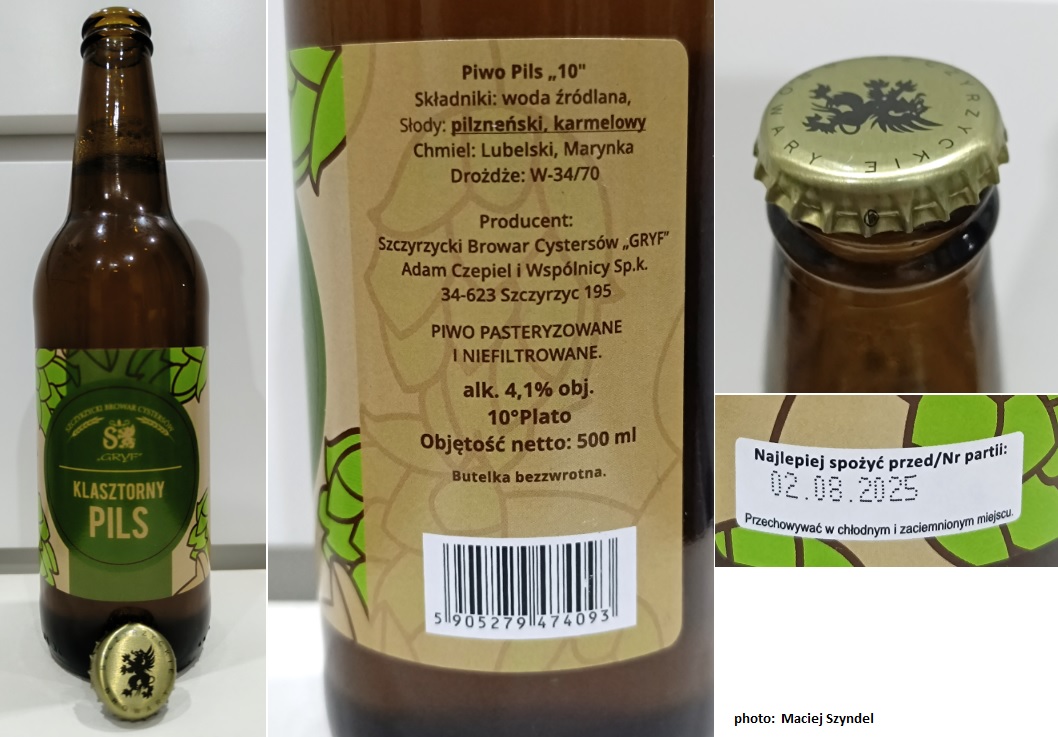 SZCZYRZYCKI BROWAR CYSTERSÓW
„GRYF”
KLASZTORNY
PILS
Piwo Pils „10"
Składniki: woda źródlana,
Słody: pilzneński, karmelowy
Chmiel: Lubelski, Marynka
Drożdże: W-34/70
Producent:
Szczyrzycki Browar Cystersów „GRYF”
Adam Czepiel i Wspólnicy Sp.k.
34-623 Szczyrzyc 195
PIWO PASTERYZOWANE
I NIEFILTROWANE.
alk. 4,1% obj.
10°Plato
Objętość netto: 500 ml
Butelka bezzwrotna.
5 905279 474093
Najlepiej spożyć przed/Nr partii:
02.08.2025
Przechowywać w chłodnym i zaciemnionym miejscu.
photo: Maciej Szyndel